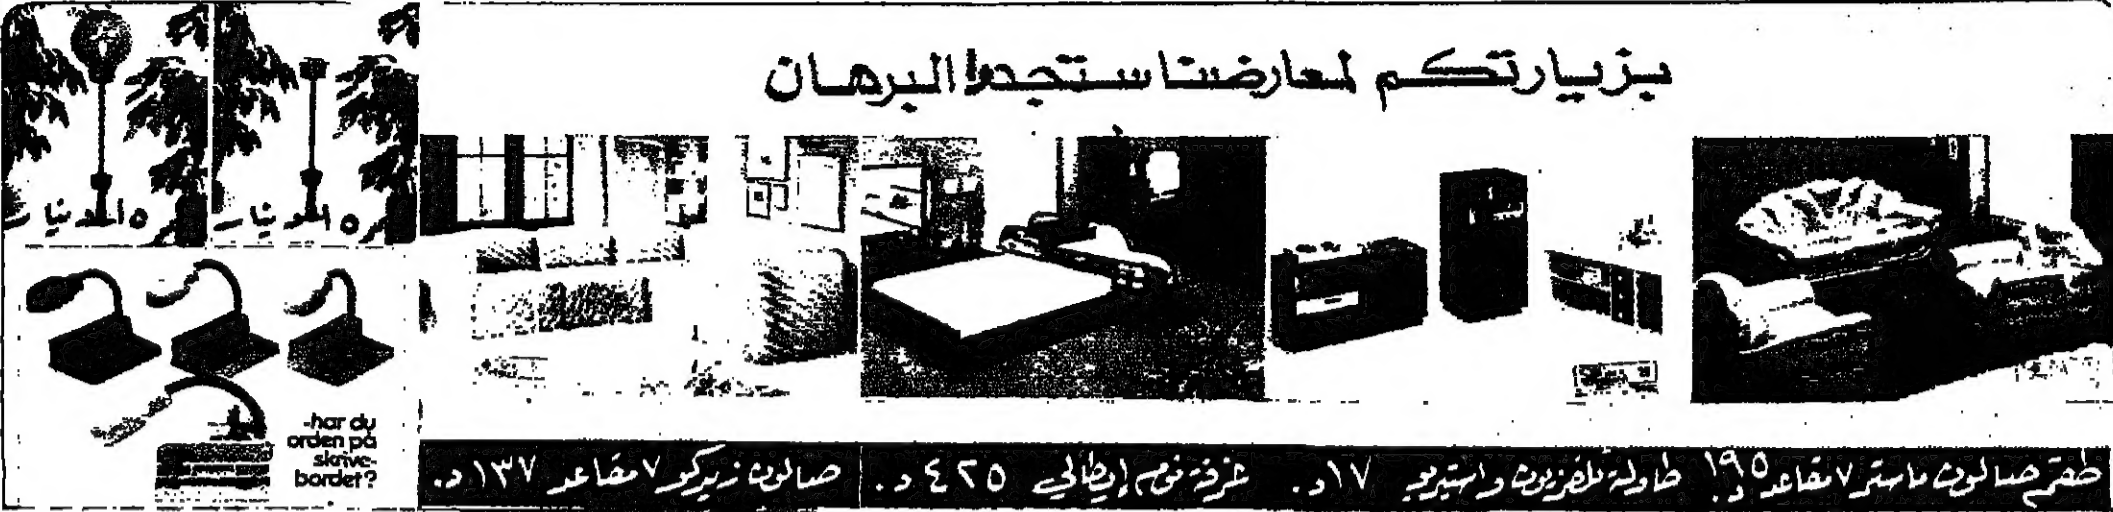 بزيارتكم لمعارضنا ستجدوا البرهان
طقم صالون ماستر ٧ مقاعد ١٩٥ د.
طاولة تلفزيون واستيريو ١٧ د.
غرفة نوم إيطالي ٤٢٥ د.
صالون زيركو ٧ مقاعد ١٣٧ د.
-har du
orden på
skrive-
bordet?